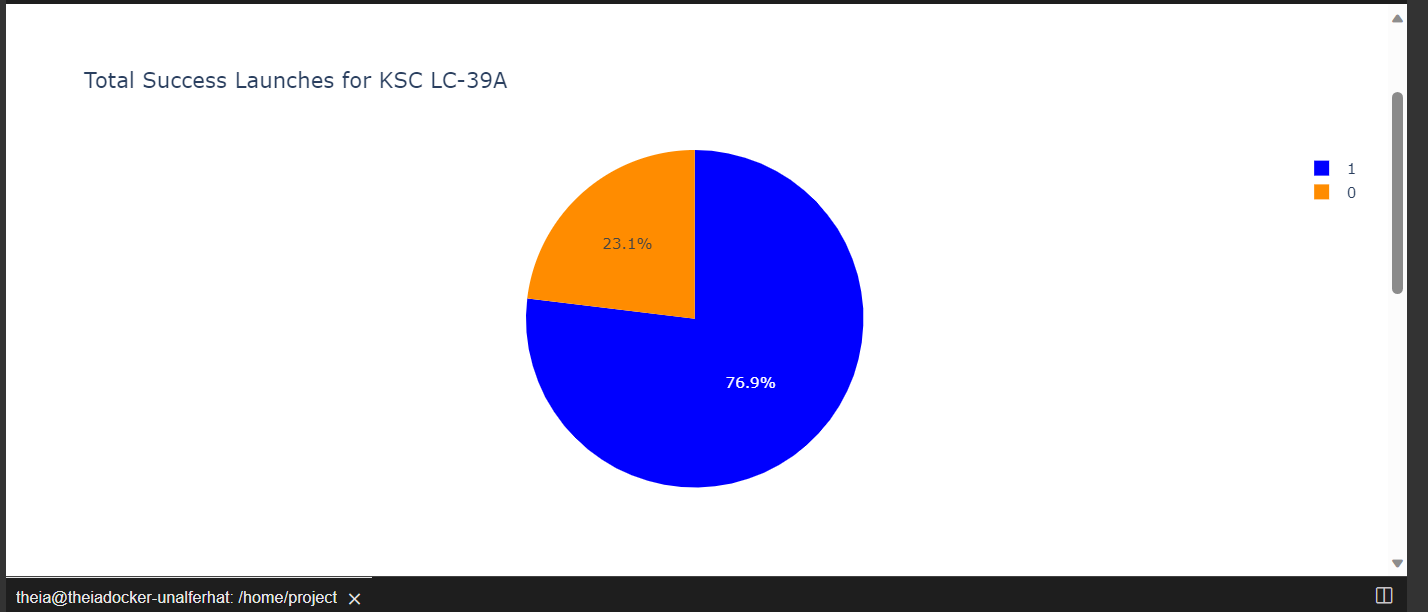 Total Success Launches for KSC LC-39A
1
0
23.1%
76.9%
theia@theiadocker-unalferhat: /home/project